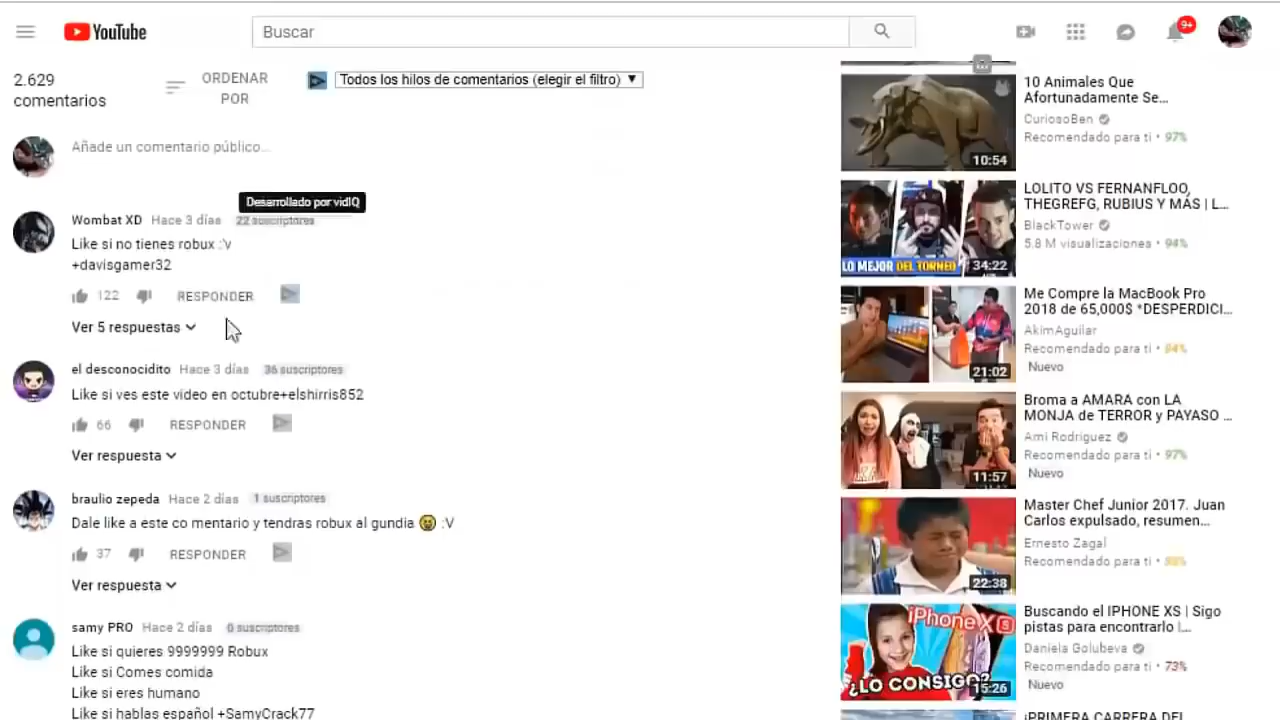 YouTube
Buscar
9+
2.629
comentarios
ORDENAR
POR
Todos los hilos de comentarios (elegir el filtro) ▼
Añade un comentario público...
Desarrollado por vidIQ
Wombat XD Hace 3 días 22 suscriptores
Like si no tienes robux :'v
+davisgamer32
122 RESPONDER
Ver 5 respuestas
el desconocidito Hace 3 días 36 suscriptores
Like si ves este video en octubre+elshirris852
66 RESPONDER
Ver respuesta
braulio zepeda Hace 2 días 1 suscriptores
Dale like a este co mentario y tendras robux al gundia 😆 :V
37 RESPONDER
Ver respuesta
samy PRO Hace 2 días 0 suscriptores
Like si quieres 9999999 Robux
Like si Comes comida
Like si eres humano
Like si hablas español +SamyCrack77
10:54
10 Animales Que
Afortunadamente Se...
CuriosoBen
Recomendado para ti • 97%
LO MEJOR DEL TORNEO
34:22
LOLITO VS FERNANFLOO,
THEGREFG, RUBIUS Y MÁS | L...
BlackTower
5.8 M visualizaciones • 94%
21:02
Me Compre la MacBook Pro
2018 de 65,000$ *DESPERDICI...
AkimAguilar
Recomendado para ti • 84%
Nuevo
11:57
Broma a AMARA con LA
MONJA de TERROR y PAYASO ...
Ami Rodriguez
Recomendado para ti • 97%
Nuevo
22:38
Master Chef Junior 2017. Juan
Carlos expulsado, resumen...
Ernesto Zagal
Recomendado para ti •
iPhone XS
¿LO CONSIGO?
15:26
Buscando el IPHONE XS | Sigo
pistas para encontrarlo |...
Daniela Golubeva
Recomendado para ti • 73%
Nuevo
¡PRIMERA CARRERA DEL